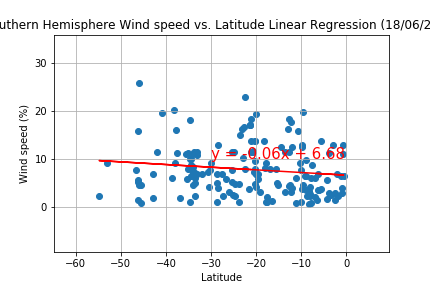 uthern Hemisphere Wind speed vs. Latitude Linear Regression (18/06/2
30
20
10
0
Wind speed (%)
y = -0.06x + 6.68
−60 −50 −40 −30 −20 −10 0
Latitude